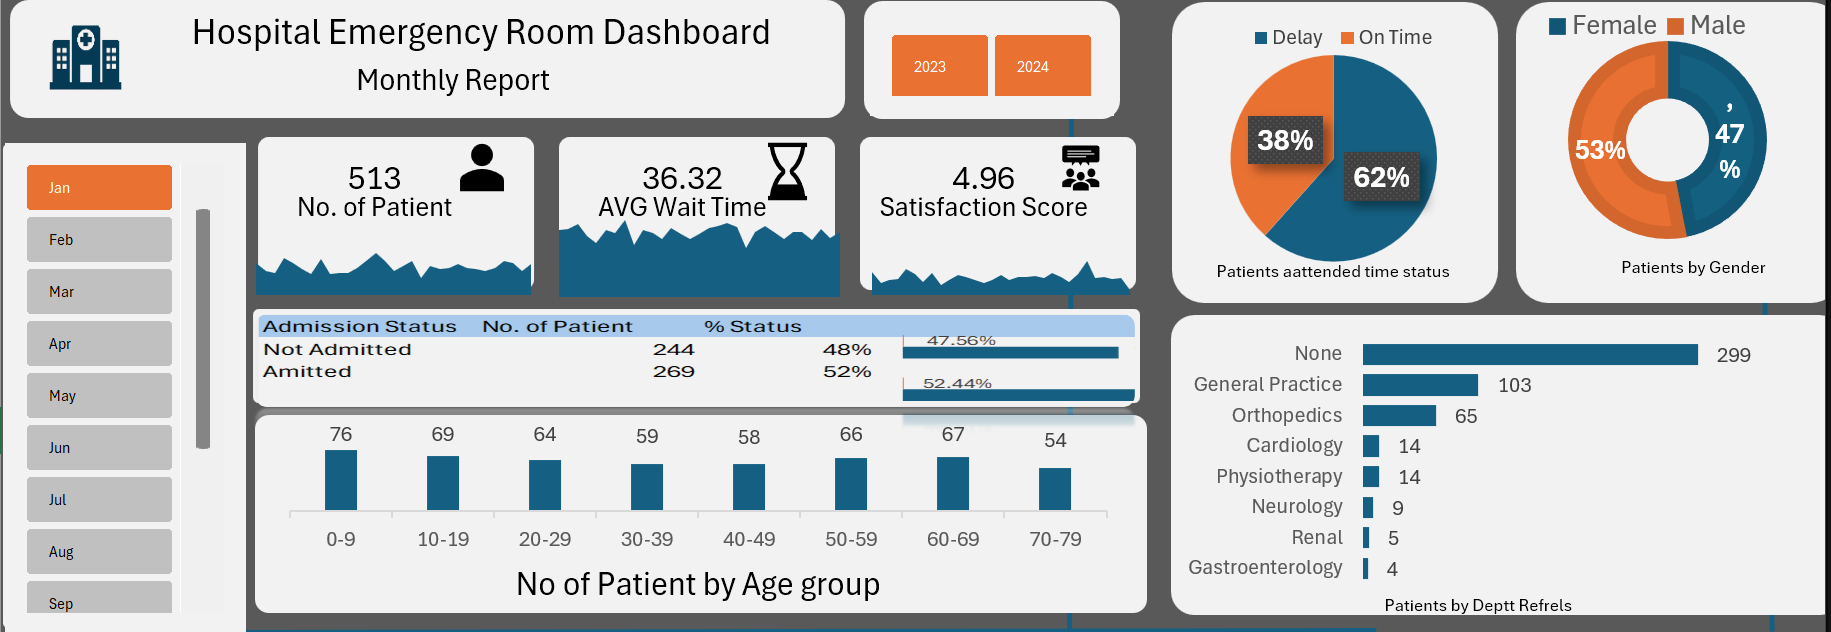 Hospital Emergency Room Dashboard
Monthly Report
2023 2024
Jan
Feb
Mar
Apr
May
Jun
Jul
Aug
Sep
513
No. of Patient
36.32
AVG Wait Time
4.96
Satisfaction Score
Delay On Time
38%
62%
Patients aattended time status
Female Male
53%
, 47 %
Patients by Gender
Admission Status No. of Patient % Status
Not Admitted 244 48% 47.56%
Amitted 269 52% 52.44%
76 69 64 59 58 66 67 54
0-9 10-19 20-29 30-39 40-49 50-59 60-69 70-79
No of Patient by Age group
None 299
General Practice 103
Orthopedics 65
Cardiology 14
Physiotherapy 14
Neurology 9
Renal 5
Gastroenterology 4
Patients by Deptt Refrels